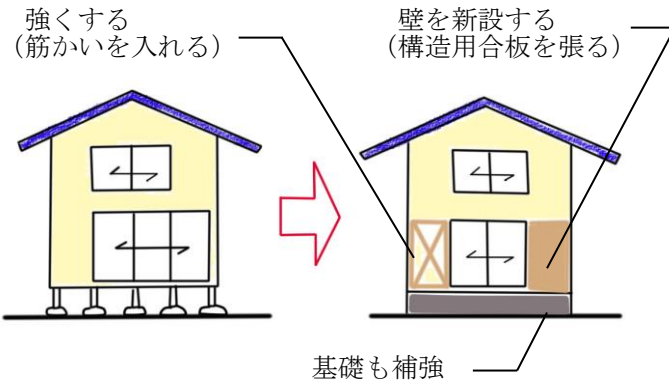 強くする
（筋かいを入れる）
壁を新設する
（構造用合板を張る）
基礎も補強